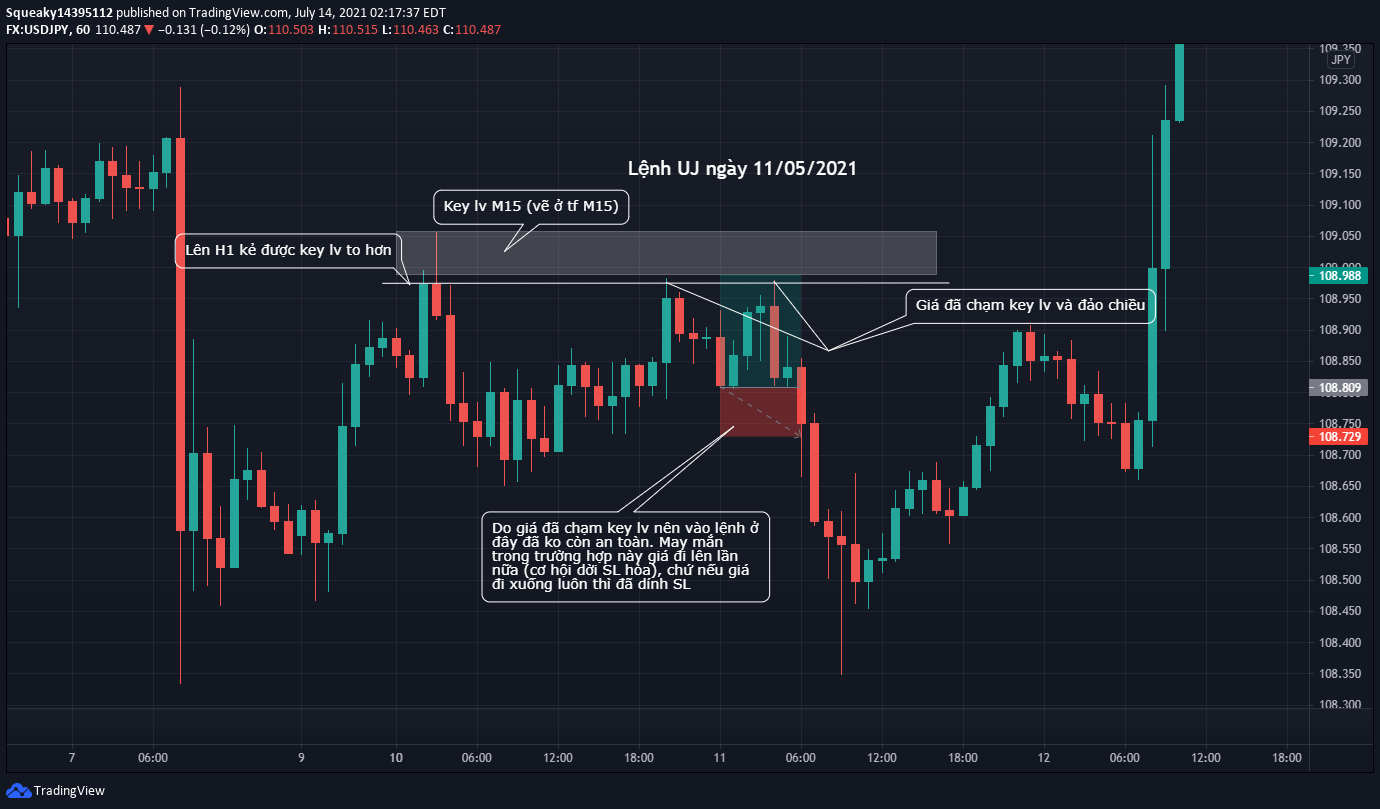 Squeaky14395112 published on TradingView.com, July 14, 2021 02:17:37 EDT
FX:USDJPY, 60 110.487 ▼ −0.131 (−0.12%) O:110.503 H:110.515 L:110.463 C:110.487
109.350
JPY
109.300
109.250
109.200
Lệnh UJ ngày 11/05/2021
109.150
Key lv M15 (vẽ ở tf M15)
109.100
109.050
Lên H1 kẻ được key lv to hơn
109.000
108.988
108.950
Giá đã chạm key lv và đảo chiều
108.900
108.850
108.809
108.750
108.729
108.700
108.650
108.600
Do giá đã chạm key lv nên vào lệnh ở
đây đã ko còn an toàn. May mắn
trong trường hợp này giá đi lên lần
nữa (cơ hội dời SL hòa), chứ nếu giá
đi xuống luôn thì đã dính SL
108.550
108.500
108.450
108.400
108.350
108.300
7 06:00 9 10 06:00 12:00 18:00 11 06:00 12:00 18:00 12 06:00 12:00 18:00
TradingView